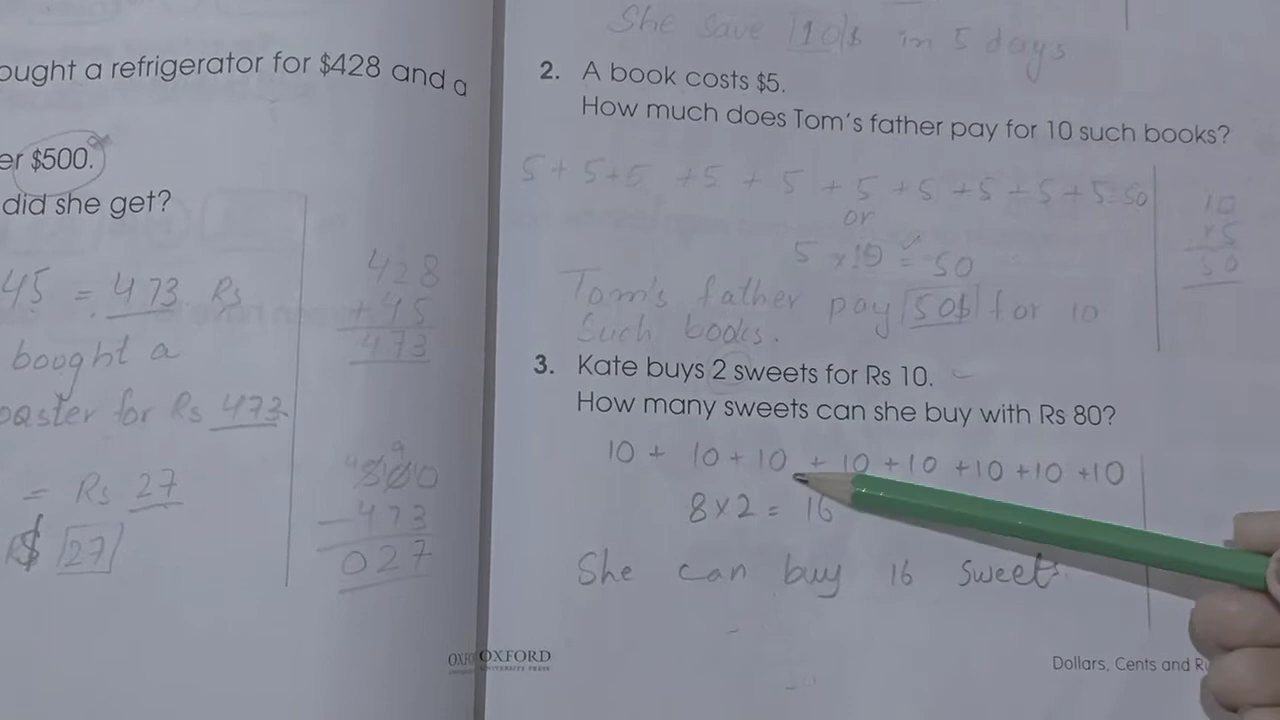 ought a refrigerator for $428 and a
er $500.
did she get?
45 = 473 Rs
428
+45
473
bought a
oaster for Rs 473
= Rs 27
$ 27
500
-473
027
She save 10$ in 5 days
2. A book costs $5.
How much does Tom's father pay for 10 such books?
5 + 5+5 +5 + 5 + 5 +5 +5 +5 +5=50
or
5 x10 = 50
10
x5
50
Tom's father pay 50$ for 10
Such books.
3. Kate buys 2 sweets for Rs 10.
How many sweets can she buy with Rs 80?
10 + 10 + 10 + 10 +10 +10 +10 +10
8x2 = 16
She can buy 16 sweets
OXFORD
UNIVERSITY PRESS
Dollars, Cents and